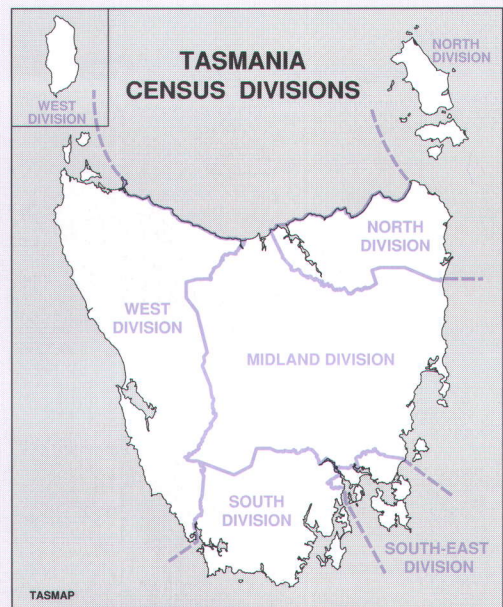 TASMANIA
CENSUS DIVISIONS
WEST
DIVISION
NORTH
DIVISION
NORTH
DIVISION
WEST
DIVISION
MIDLAND DIVISION
SOUTH
DIVISION
SOUTH-EAST
DIVISION
TASMAP